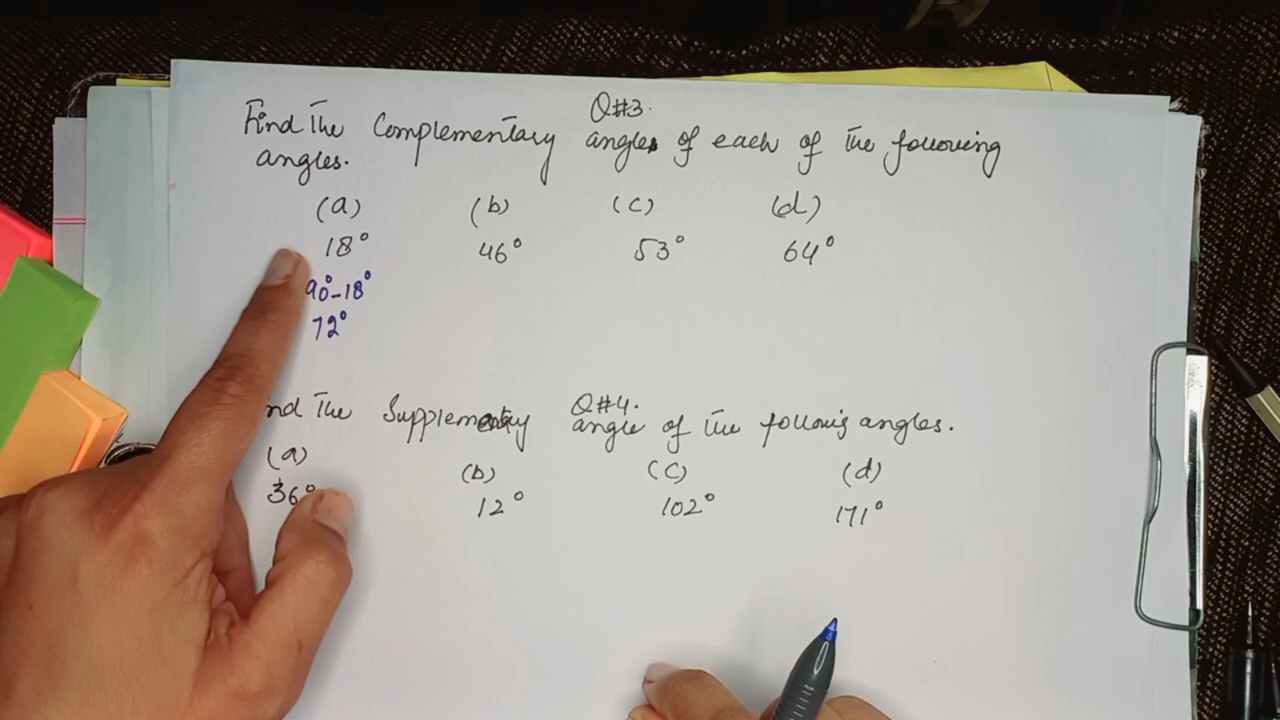 Q#3.
Find The Complementary angles of each of The following
angles.
(a) (b) (c) (d)
18° 46° 53° 64°
90°-18°
72°
Q#4.
nd The Supplementary angle of The following angles.
(a) (b) (c) (d)
36° 12° 102° 171°